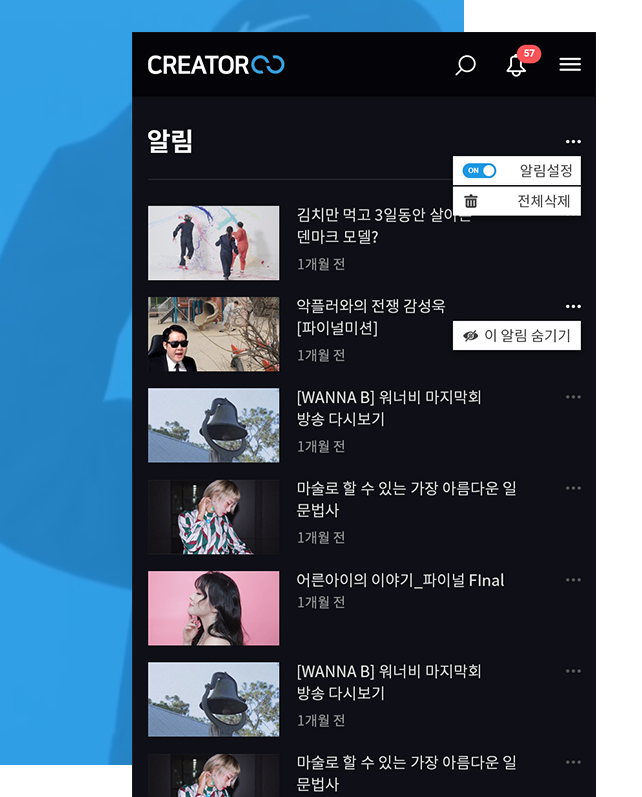 CREATOR
57
알림
ON 알림설정
전체삭제
김치만 먹고 3일동안 살아
덴마크 모델?
1개월 전
악플러와의 전쟁 감성욱
[파이널미션]
1개월 전
이 알림 숨기기
[WANNA B] 워너비 마지막회
방송 다시보기
1개월 전
마술로 할 수 있는 가장 아름다운 일
문법사
1개월 전
어른아이의 이야기_파이널 FInal
1개월 전
[WANNA B] 워너비 마지막회
방송 다시보기
1개월 전
마술로 할 수 있는 가장 아름다운 일
문법사